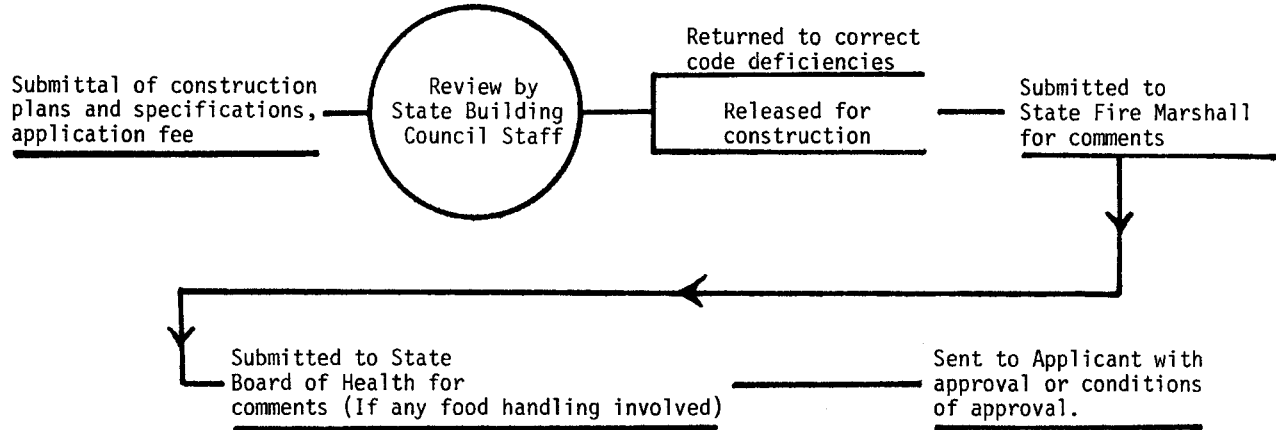 Submittal of construction
plans and specifications,
application fee
Review by
State Building
Council Staff
Returned to correct
code deficiencies
Released for
construction
Submitted to
State Fire Marshall
for comments
Submitted to State
Board of Health for
comments (If any food handling involved)
Sent to Applicant with
approval or conditions
of approval.